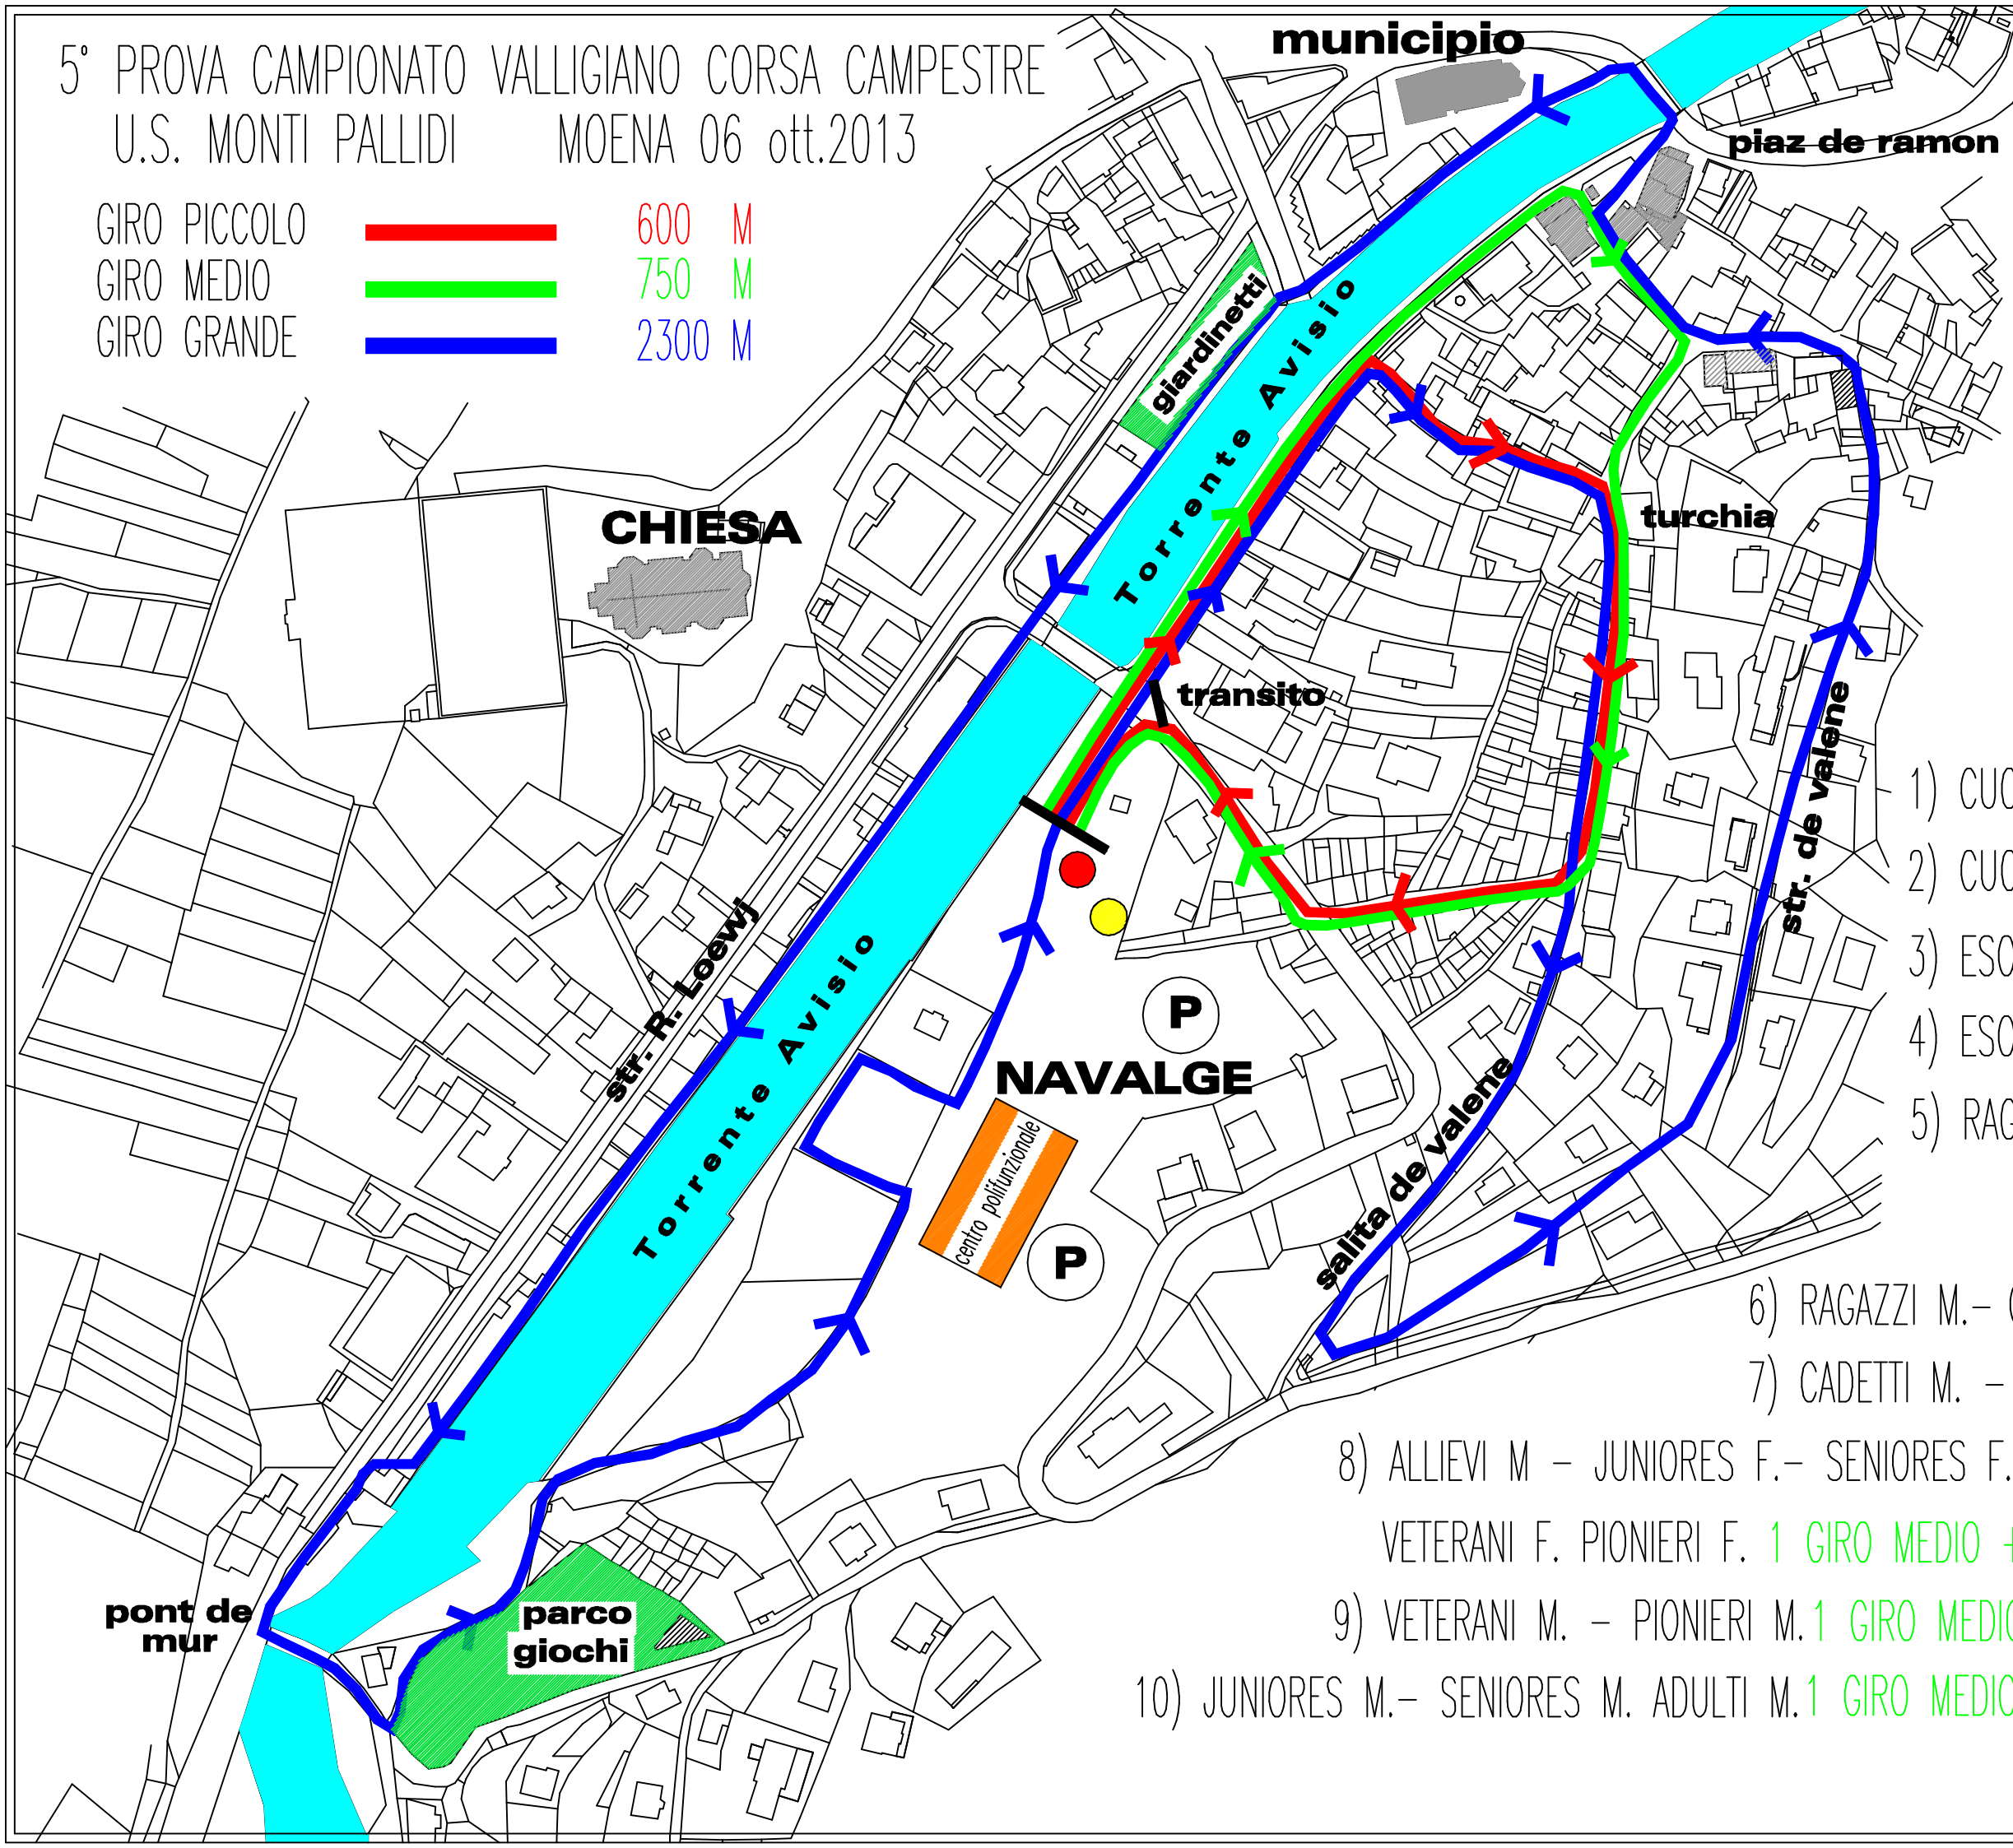 5° PROVA CAMPIONATO VALLIGIANO CORSA CAMPESTRE
U.S. MONTI PALLIDI MOENA 06 ott.2013
GIRO PICCOLO 600 M
GIRO MEDIO 750 M
GIRO GRANDE 2300 M
municipio
piaz de ramon
giardinetti
Torrente Avisio
CHIESA
turchia
transito
str. de valene
str. R. Loewj
Torrente Avisio
P
NAVALGE
centro polifunzionale
P
salita de valene
pont de
mur
parco
giochi
1) CUC
2) CUC
3) ESC
4) ESC
5) RAG
6) RAGAZZI M.–
7) CADETTI M. –
8) ALLIEVI M – JUNIORES F.– SENIORES F.
VETERANI F. PIONIERI F. 1 GIRO MEDIO +
9) VETERANI M. – PIONIERI M. 1 GIRO MEDIO
10) JUNIORES M.– SENIORES M. ADULTI M. 1 GIRO MEDIO